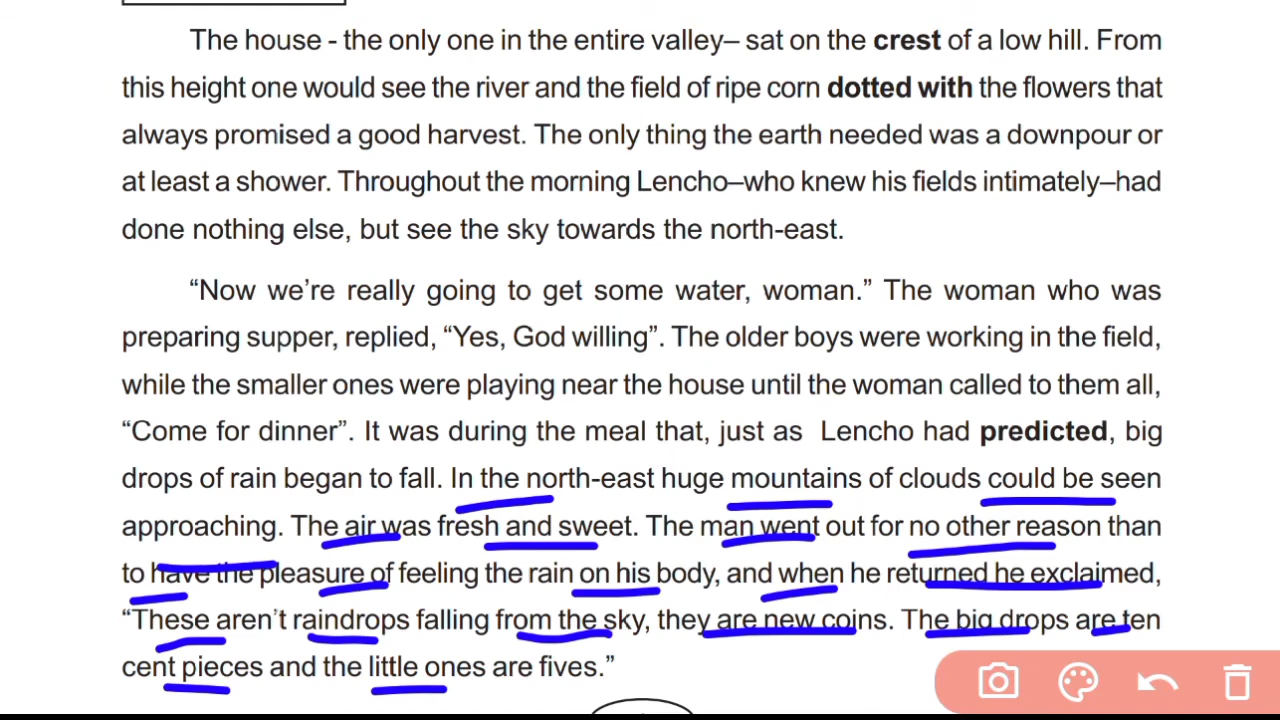 The house - the only one in the entire valley– sat on the crest of a low hill. From
this height one would see the river and the field of ripe corn dotted with the flowers that
always promised a good harvest. The only thing the earth needed was a downpour or
at least a shower. Throughout the morning Lencho–who knew his fields intimately–had
done nothing else, but see the sky towards the north-east.
“Now we’re really going to get some water, woman.” The woman who was
preparing supper, replied, “Yes, God willing”. The older boys were working in the field,
while the smaller ones were playing near the house until the woman called to them all,
“Come for dinner”. It was during the meal that, just as Lencho had predicted, big
drops of rain began to fall. In the north-east huge mountains of clouds could be seen
approaching. The air was fresh and sweet. The man went out for no other reason than
to have the pleasure of feeling the rain on his body, and when he returned he exclaimed,
“These aren’t raindrops falling from the sky, they are new coins. The big drops are ten
cent pieces and the little ones are fives.”